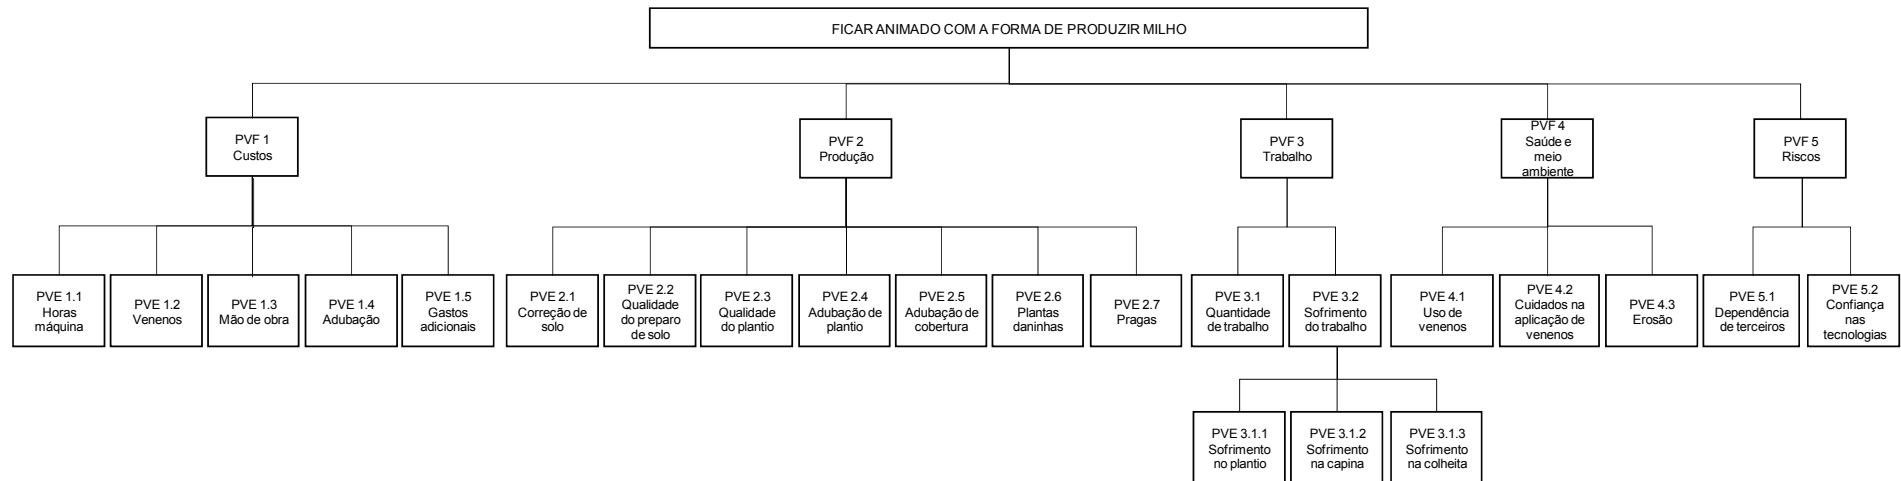 FICAR ANIMADO COM A FORMA DE PRODUZIR MILHO
PVF 1
Custos
PVF 2
Produção
PVF 3
Trabalho
PVF 4
Saúde e
meio
ambiente
PVF 5
Riscos
PVE 1.1
Horas
máquina
PVE 1.2
Venenos
PVE 1.3
Mão de obra
PVE 1.4
Adubação
PVE 1.5
Gastos
adicionais
PVE 2.1
Correção de
solo
PVE 2.2
Qualidade
do preparo
de solo
PVE 2.3
Qualidade
do plantio
PVE 2.4
Adubação de
plantio
PVE 2.5
Adubação de
cobertura
PVE 2.6
Plantas
daninhas
PVE 2.7
Pragas
PVE 3.1
Quantidade
de trabalho
PVE 3.2
Sofrimento
do trabalho
PVE 4.1
Uso de
venenos
PVE 4.2
Cuidados na
aplicação de
venenos
PVE 4.3
Erosão
PVE 5.1
Dependência
de terceiros
PVE 5.2
Confiança
nas
tecnologias
PVE 3.1.1
Sofrimento
no plantio
PVE 3.1.2
Sofrimento
na capina
PVE 3.1.3
Sofrimento
na colheita